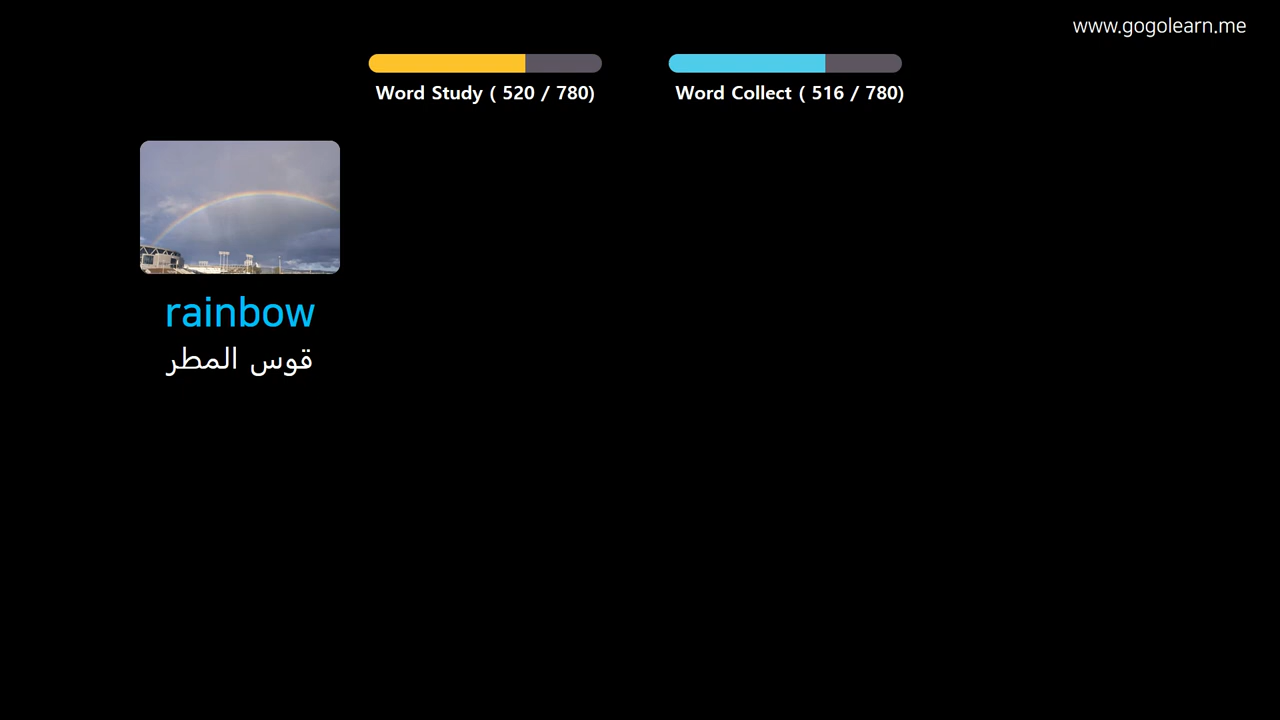 www.gogolearn.me
Word Study ( 520 / 780)
Word Collect ( 516 / 780)
rainbow
قوس المطر